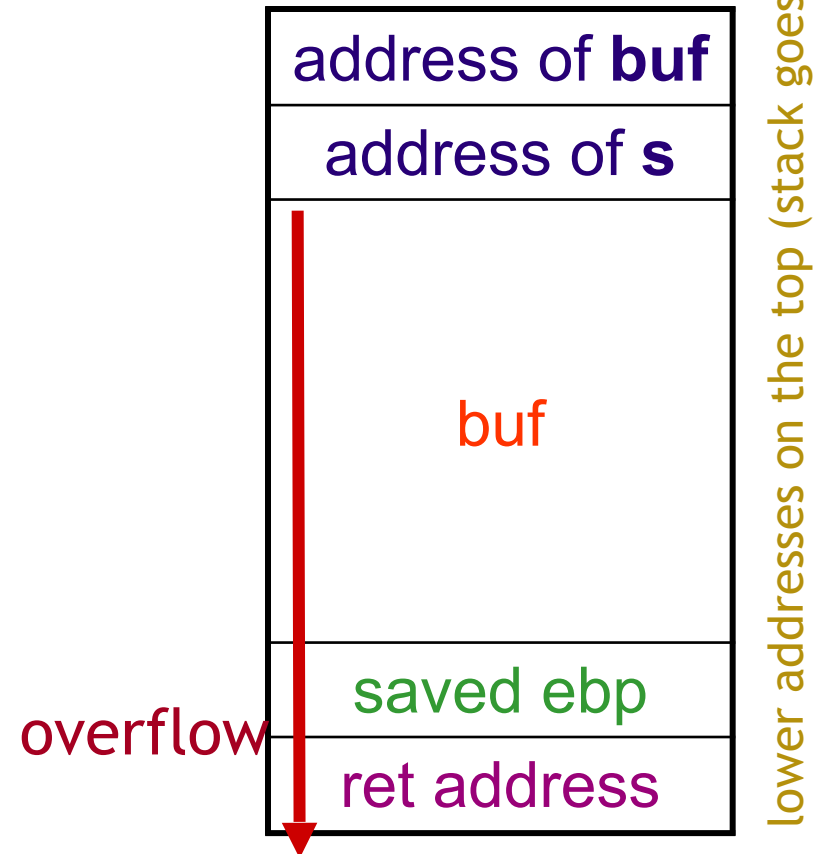 address of buf
address of s
buf
saved ebp
overflow
ret address
lower addresses on the top (stack goes